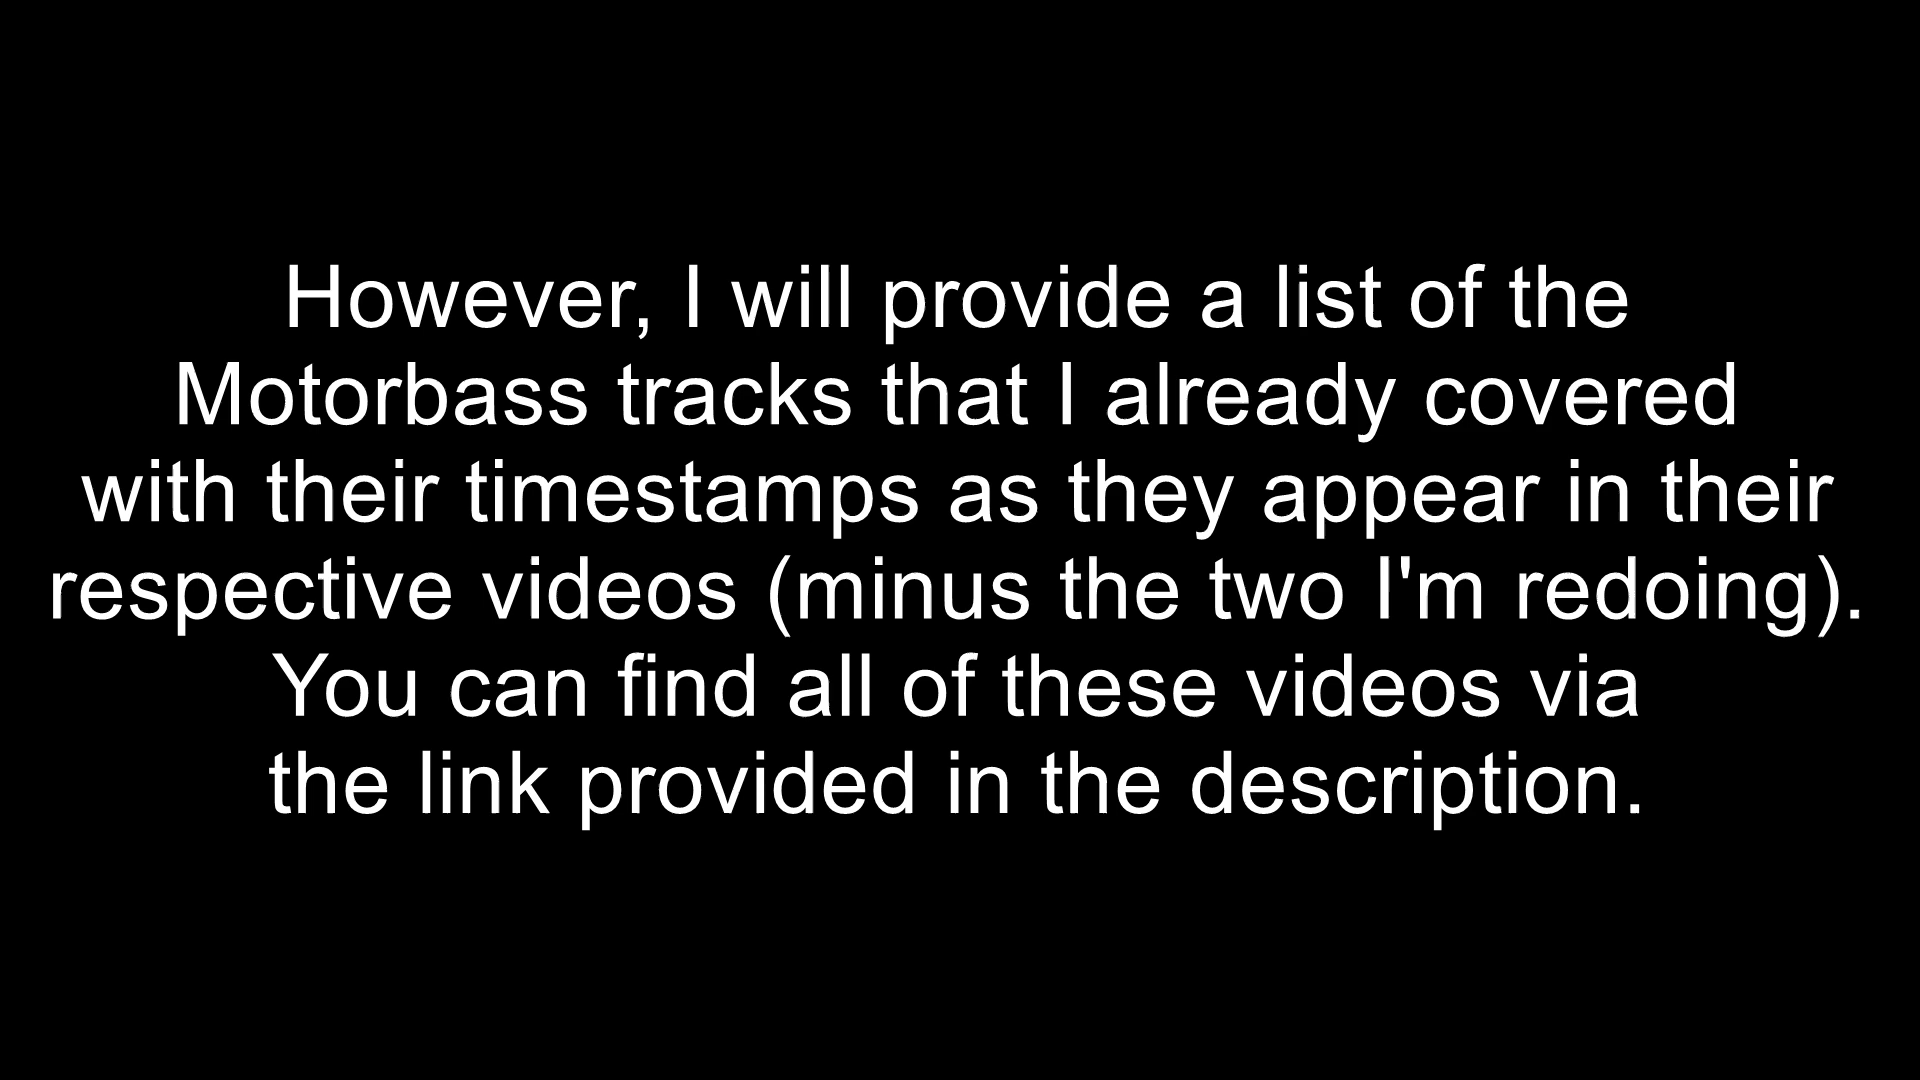 However, I will provide a list of the
Motorbass tracks that I already covered
with their timestamps as they appear in their
respective videos (minus the two I'm redoing).
You can find all of these videos via
the link provided in the description.